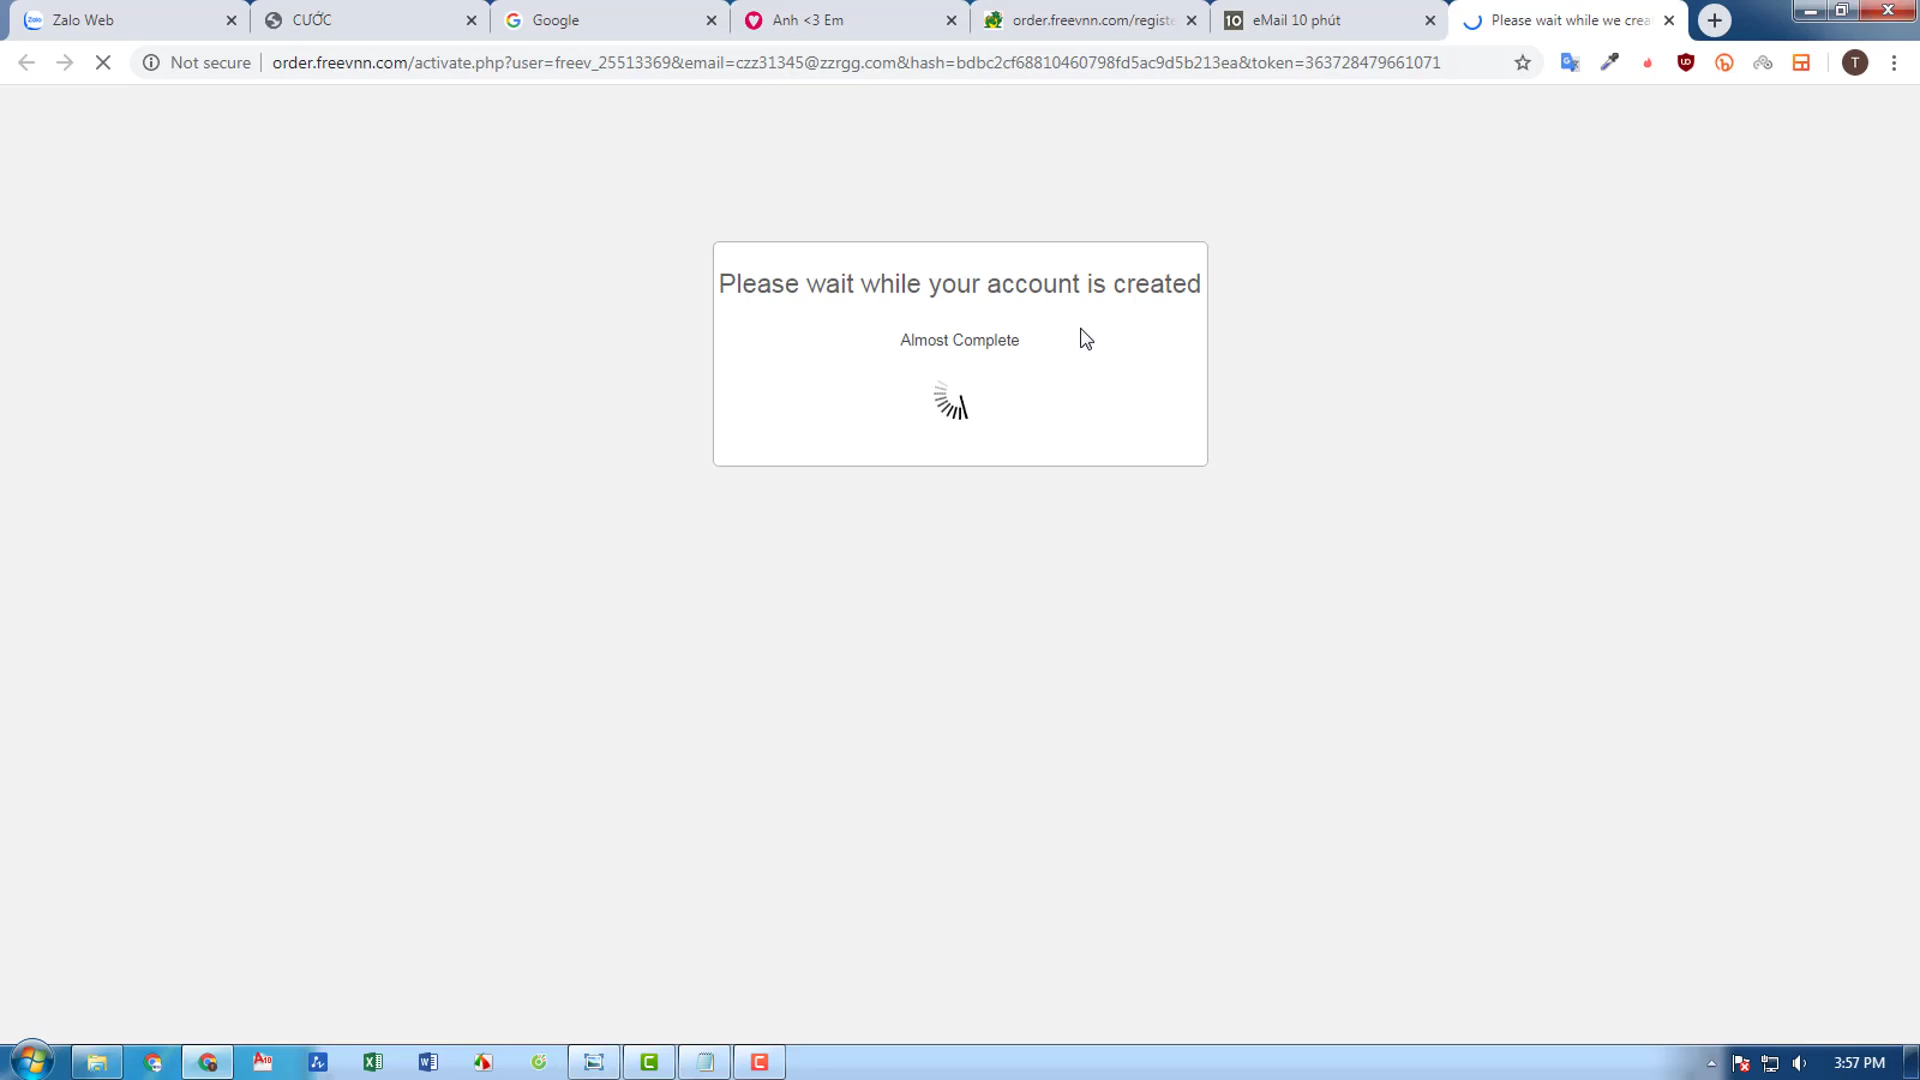 Zalo Web
CƯỚC
Google
Anh <3 Em
order.freevnn.com/registe
10 eMail 10 phút
Please wait while we crea
Not secure
order.freevnn.com/activate.php?user=freev_25513369&email=czz31345@zzrgg.com&hash=bdbc2cf68810460798fd5ac9d5b213ea&token=363728479661071
T
Please wait while your account is created
Almost Complete
3:57 PM